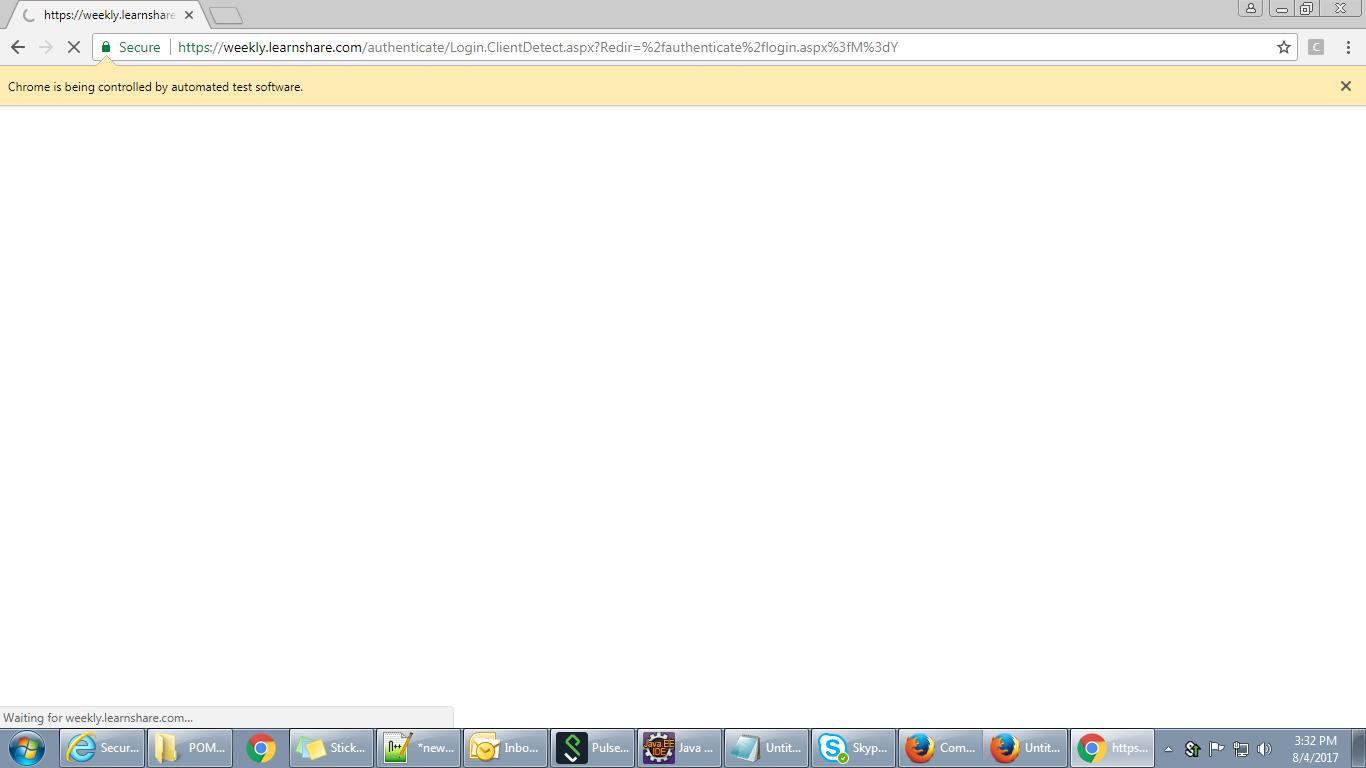 https://weekly.learnshare
Secure
https://weekly.learnshare.com/authenticate/Login.ClientDetect.aspx?Redir=%2fauthenticate%2flogin.aspx%3fM%3dY
C
Chrome is being controlled by automated test software.
Waiting for weekly.learnshare.com...
Secur...
POM...
Stick...
*new...
Inbo...
Pulse...
Java EE
IDE
Java ...
Untit...
Skyp...
Com...
Untit...
https...
3:32 PM
8/4/2017